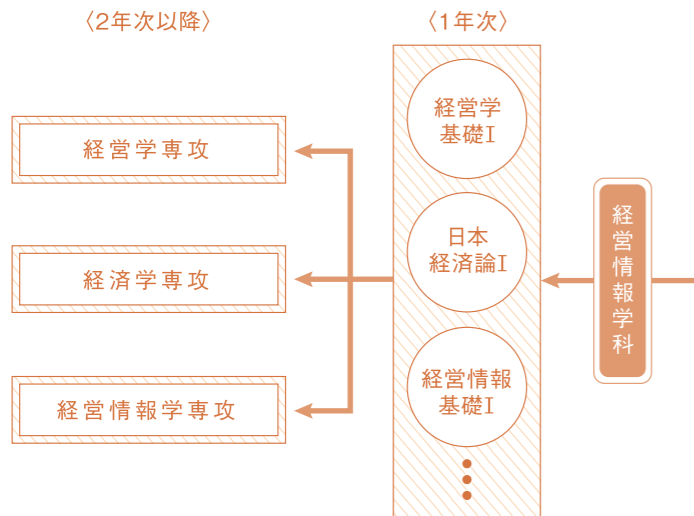 〈2年次以降〉
〈1年次〉
経営学
基礎I
経営学専攻
経営情報学科
日本
経済論I
経済学専攻
経営情報
基礎I
経営情報学専攻